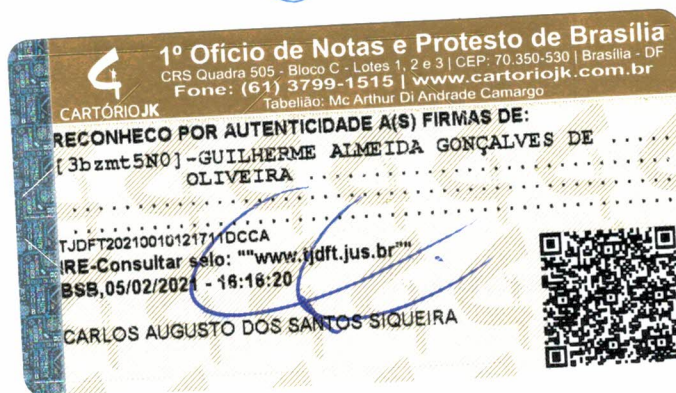 1º Ofício de Notas e Protesto de Brasília
CRS Quadra 505 - Bloco C - Lotes 1, 2 e 3 | CEP: 70.350-530 | Brasília - DF
Fone: (61) 3799-1515 | www.cartoriojk.com.br
Tabelião: Mc Arthur Di Andrade Camargo
CARTÓRIO JK
RECONHECO POR AUTENTICIDADE A(S) FIRMAS DE:
[3bzmt5N0]-GUILHERME ALMEIDA GONÇALVES DE .....
OLIVEIRA
TJDFT20210010121711DCCA
IRE-Consultar selo: ""www.tjdft.jus.br""
BSB,05/02/2021 - 16:16:20
CARLOS AUGUSTO DOS SANTOS SIQUEIRA